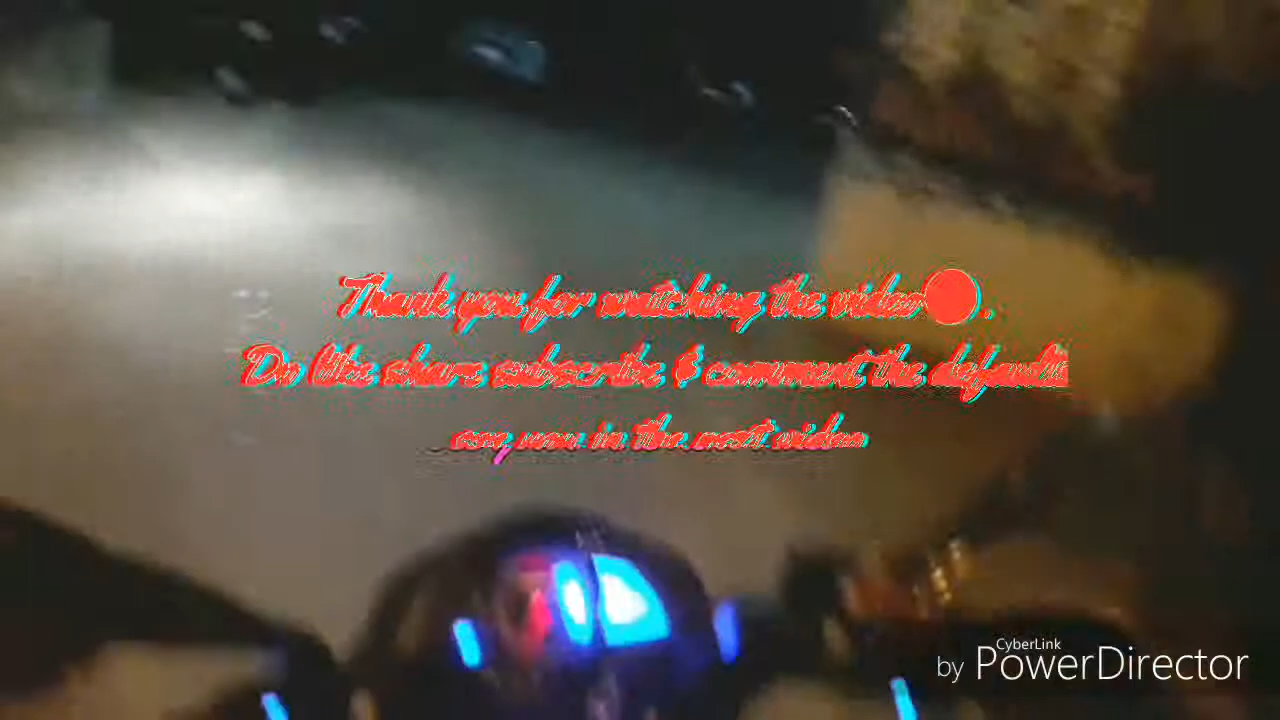 Thank you for watching the video.
Do like share subscribe & comment the
in the next video
CyberLink
by PowerDirector